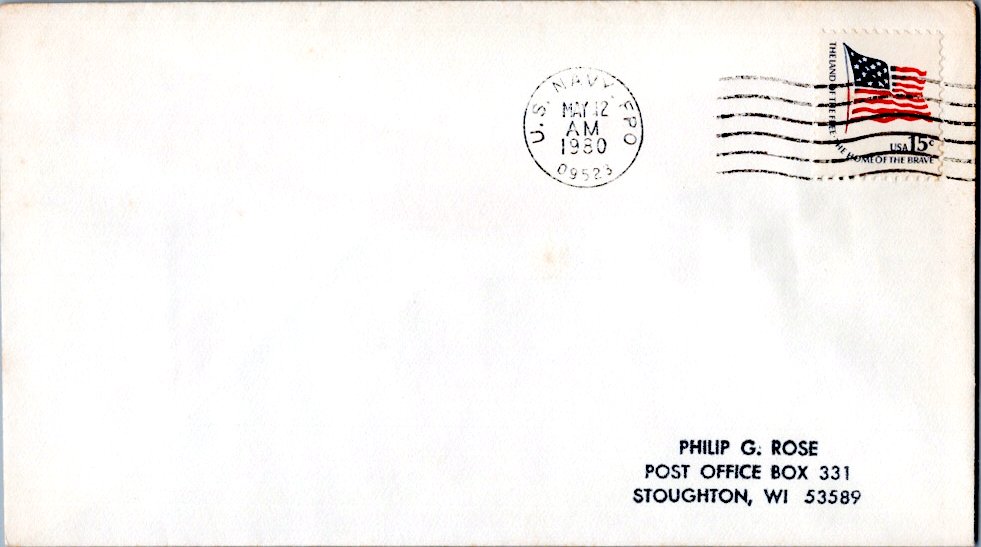 U.S. NAVY. FPO
MAY 12
AM
1980
09523
THE LAND OF THE FREE, THE HOME OF THE BRAVE
USA 15c
PHILIP G. ROSE
POST OFFICE BOX 331
STOUGHTON, WI 53589